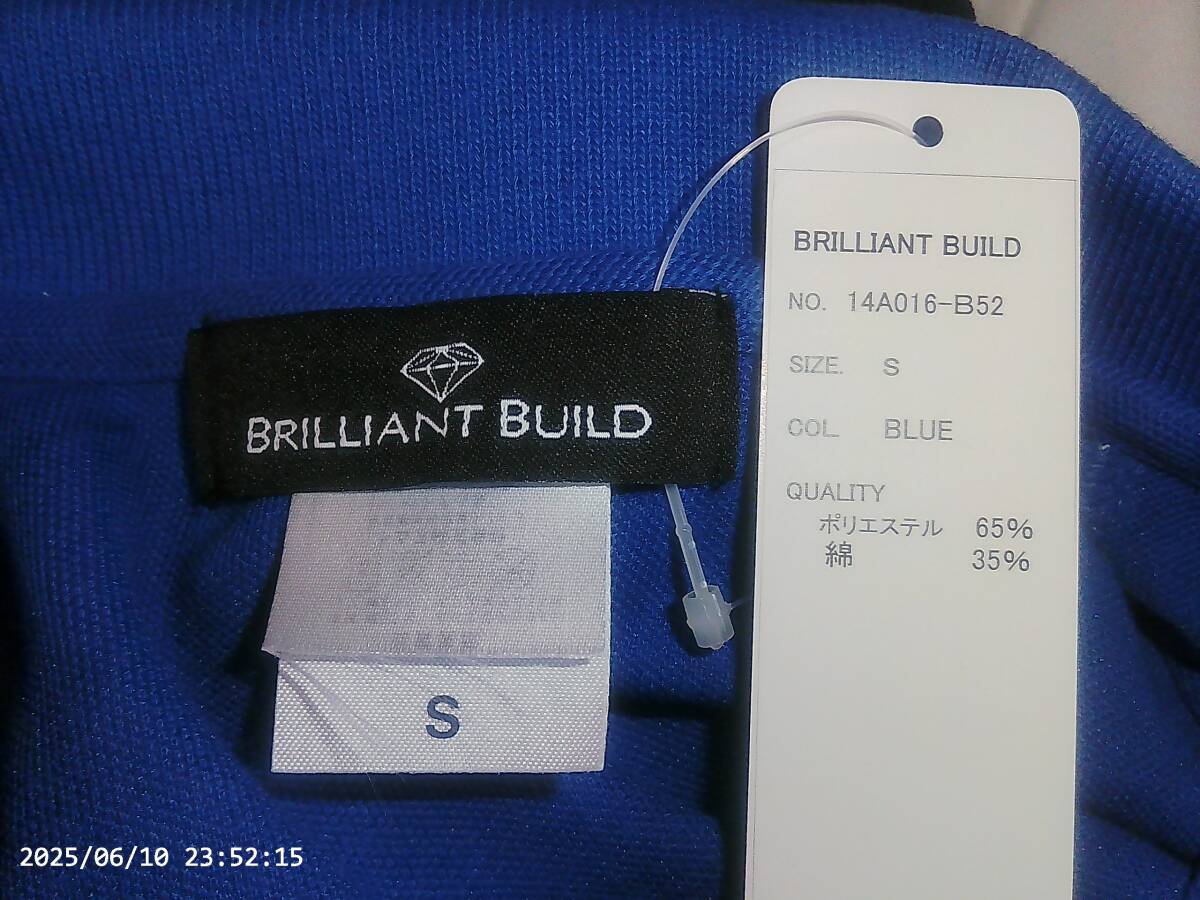 BRILLIANT BUILD
S
BRILLIANT BUILD
NO. 14A016-B52
SIZE. S
COL. BLUE
QUALITY
ポリエステル 65%
綿 35%
2025/06/10 23:52:15